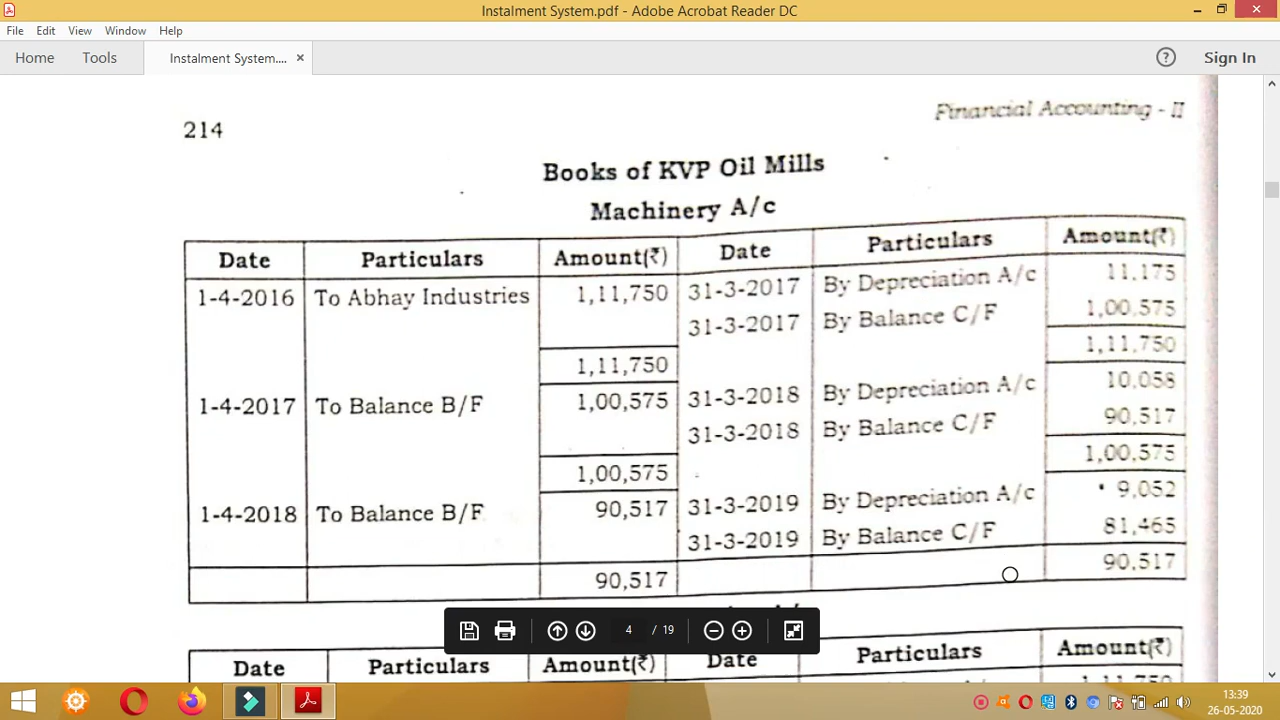 Instalment System.pdf - Adobe Acrobat Reader DC
File Edit View Window Help
Home Tools Instalment System.... × Sign In
Financial Accounting - II
214
Books of KVP Oil Mills
Machinery A/c
Date Particulars Amount(₹) Date Particulars Amount(₹)
1-4-2016 To Abhay Industries 1,11,750 31-3-2017 By Depreciation A/c 11,175
31-3-2017 By Balance C/F 1,00,575
1,11,750 1,11,750
1-4-2017 To Balance B/F 1,00,575 31-3-2018 By Depreciation A/c 10,058
31-3-2018 By Balance C/F 90,517
1,00,575 1,00,575
1-4-2018 To Balance B/F 90,517 31-3-2019 By Depreciation A/c 9,052
31-3-2019 By Balance C/F 81,465
90,517 90,517
4 / 19
Date Particulars Amount(₹) Date Particulars Amount(₹)
13:39
26-05-2020